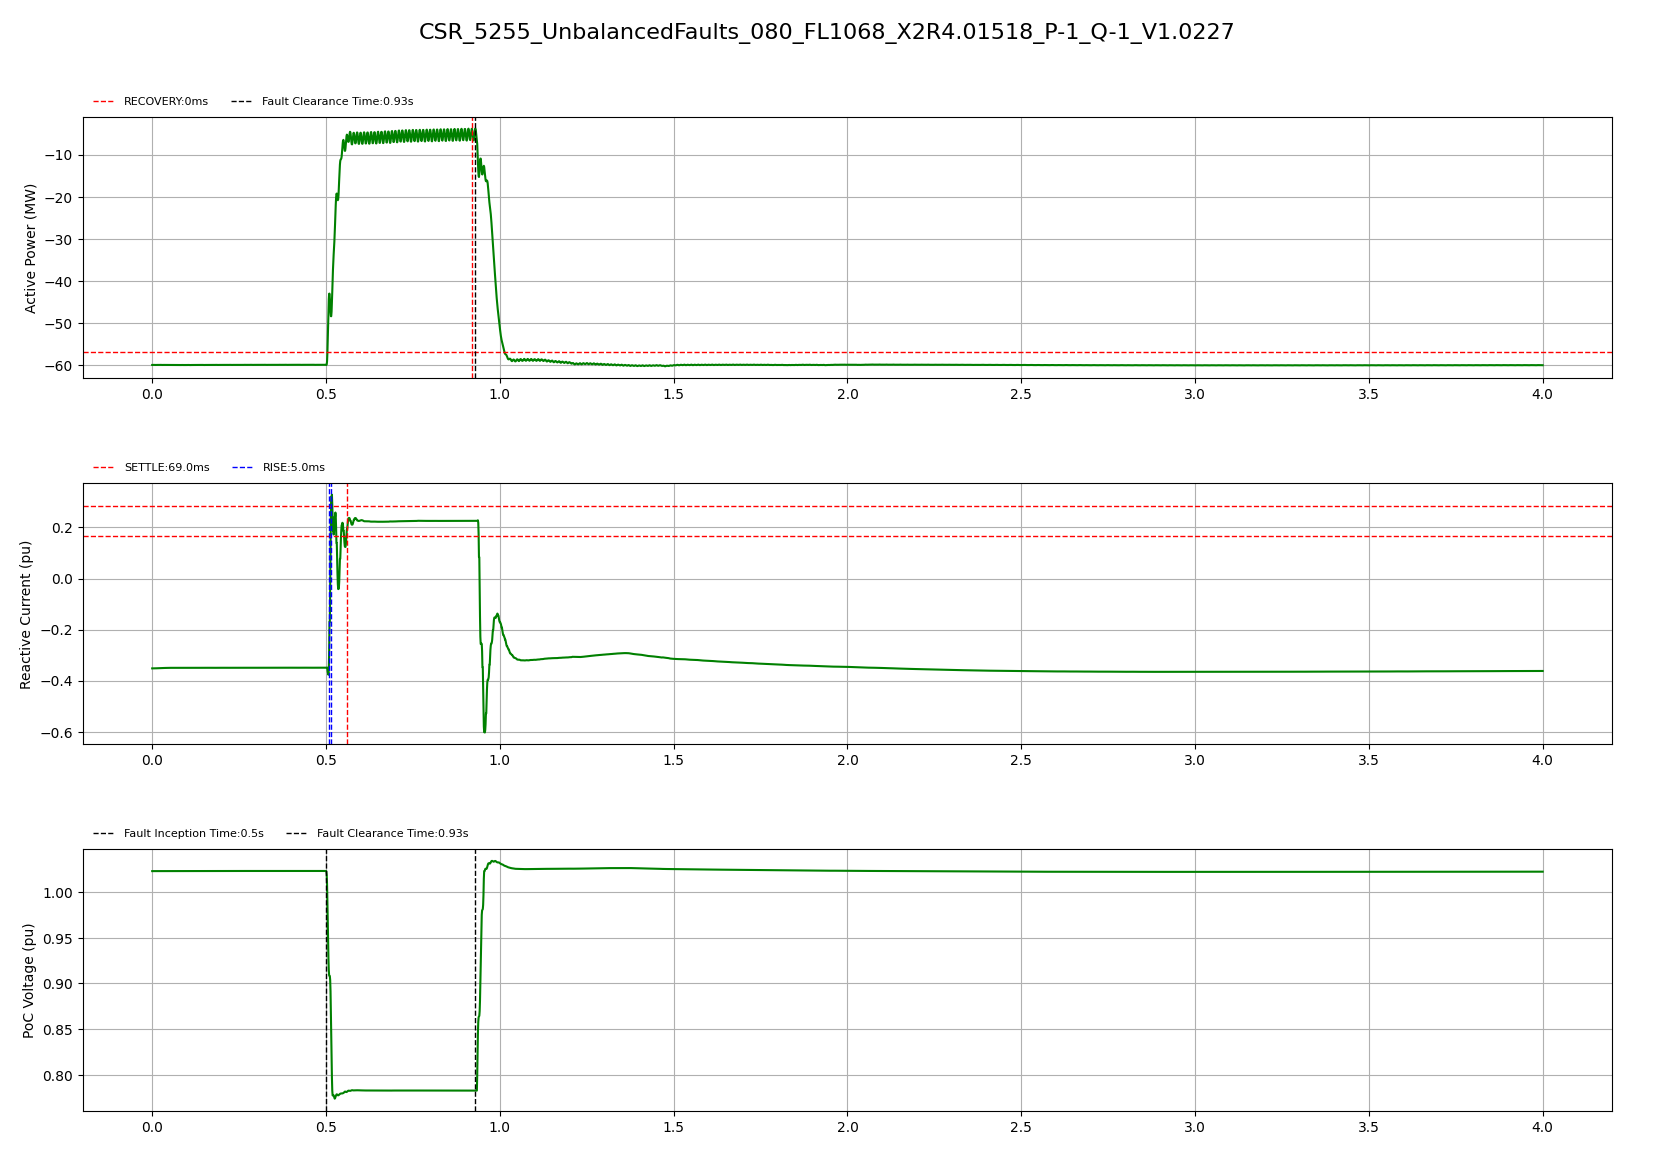 CSR_5255_UnbalancedFaults_080_FL1068_X2R4.01518_P-1_Q-1_V1.0227
RECOVERY:0ms Fault Clearance Time:0.93s
Active Power (MW)
−10
−20
−30
−40
−50
−60
0.0 0.5 1.0 1.5 2.0 2.5 3.0 3.5 4.0
SETTLE:69.0ms RISE:5.0ms
Reactive Current (pu)
0.2
0.0
−0.2
−0.4
−0.6
0.0 0.5 1.0 1.5 2.0 2.5 3.0 3.5 4.0
Fault Inception Time:0.5s Fault Clearance Time:0.93s
PoC Voltage (pu)
1.00
0.95
0.90
0.85
0.80
0.0 0.5 1.0 1.5 2.0 2.5 3.0 3.5 4.0